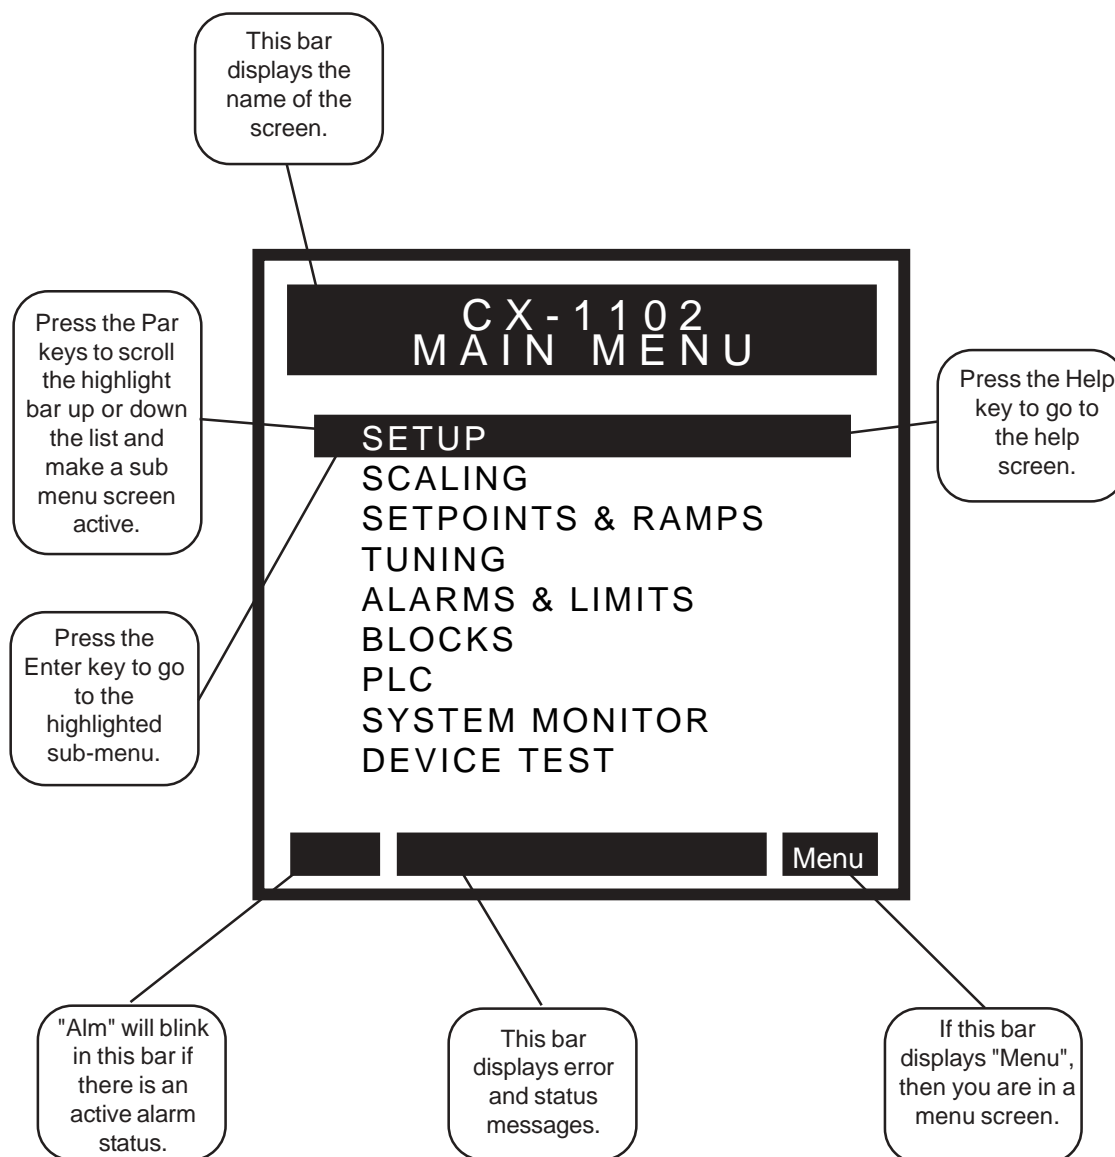 This bar
displays the
name of the
screen.
CX-1102
MAIN MENU
Press the Par
keys to scroll
the highlight
bar up or down
the list and
make a sub
menu screen
active.
Press the Help
key to go to
the help
screen.
SETUP
SCALING
SETPOINTS & RAMPS
TUNING
ALARMS & LIMITS
BLOCKS
PLC
SYSTEM MONITOR
DEVICE TEST
Press the
Enter key to go
to the
highlighted
sub-menu.
Menu
"Alm" will blink
in this bar if
there is an
active alarm
status.
This bar
displays error
and status
messages.
If this bar
displays "Menu",
then you are in a
menu screen.